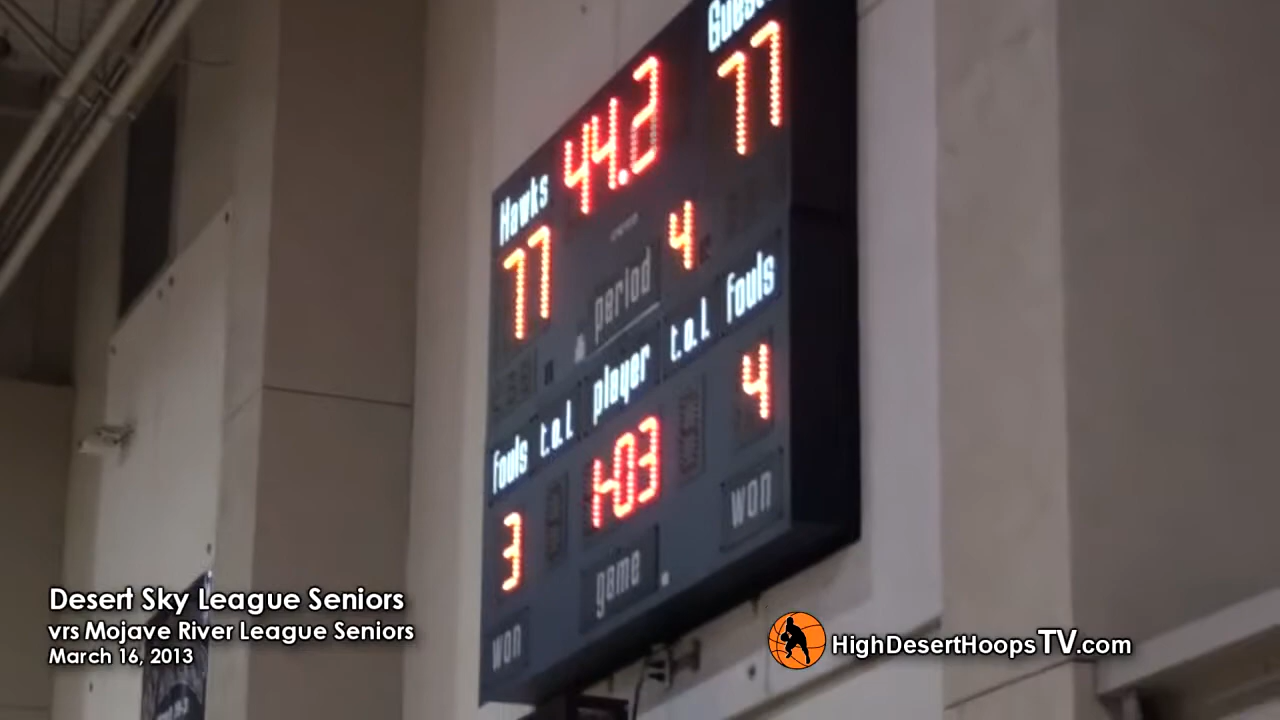 Guest
44.2
77
Hawks
77
4
period
fouls t.o.l. player t.o.l. fouls
3
1-03
4
game
won
won
Desert Sky League Seniors
vrs Mojave River League Seniors
March 16, 2013
HighDesertHoopsTV.com